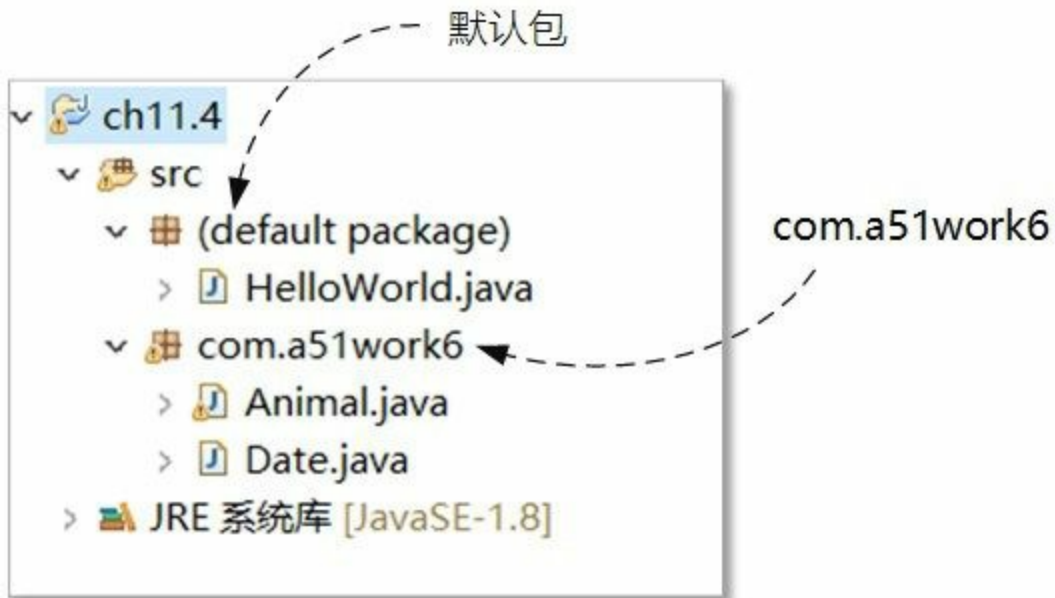 默认包
ch11.4
src
(default package)
HelloWorld.java
com.a51work6
com.a51work6
Animal.java
Date.java
JRE 系统库 [JavaSE-1.8]